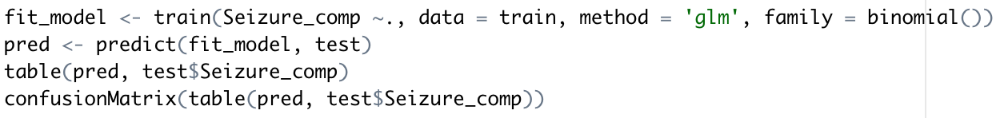 fit_model <- train(Seizure_comp ~., data = train, method = 'glm', family = binomial())
pred <- predict(fit_model, test)
table(pred, test$Seizure_comp)
confusionMatrix(table(pred, test$Seizure_comp))